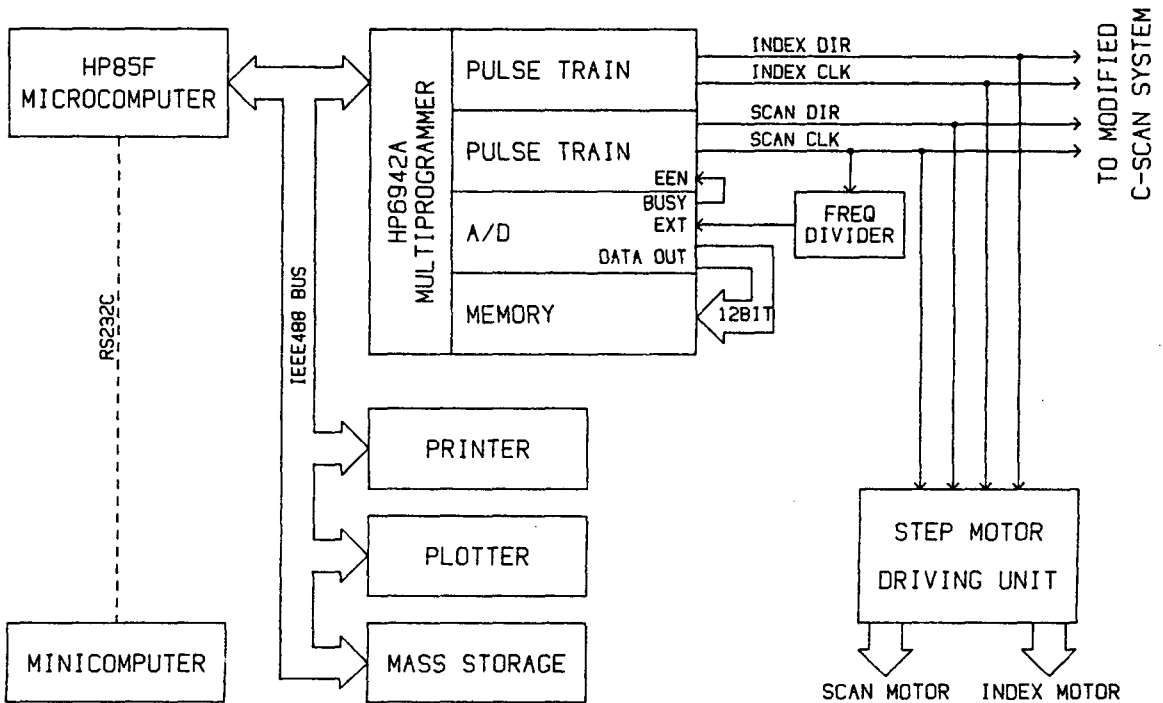 HP85F
MICROCOMPUTER
RS232C
MINICOMPUTER
IEEE488 BUS
HP6942A
MULTIPROGRAMMER
PULSE TRAIN
PULSE TRAIN
A/D
MEMORY
EEN
BUSY
EXT
DATA OUT
12BIT
INDEX DIR
INDEX CLK
SCAN DIR
SCAN CLK
FREQ
DIVIDER
TO MODIFIED
C-SCAN SYSTEM
PRINTER
PLOTTER
MASS STORAGE
STEP MOTOR
DRIVING UNIT
SCAN MOTOR
INDEX MOTOR